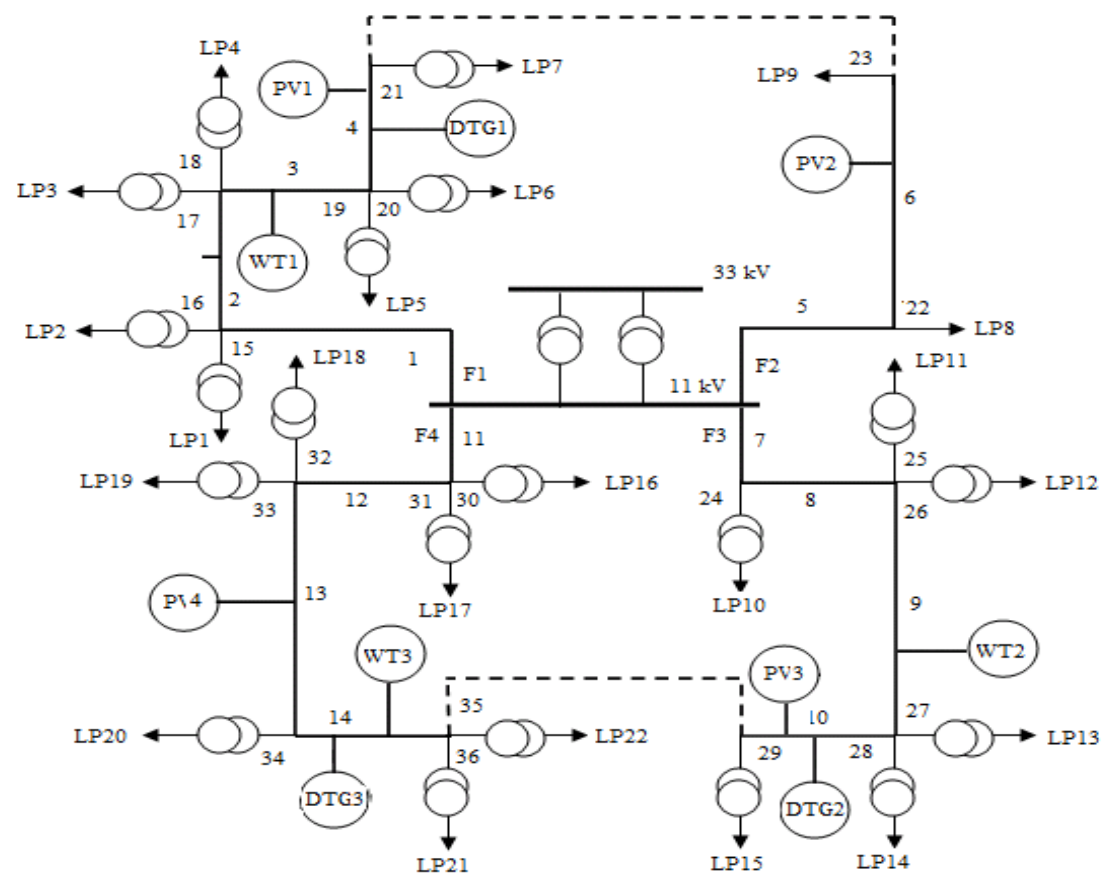 23
LP4
LP7
LP9
PV1
21
4
DTG1
PV2
18
3
LP3
LP6
17
19
20
6
WT1
33 kV
16
2
LP5
5
22
LP2
LP8
15
LP18
1
F1
F2
LP11
11 kV
LP1
F4
11
F3
7
32
25
LP19
LP16
LP12
33
12
31
30
24
8
26
PV4
13
LP17
LP10
9
WT3
WT2
PV3
35
14
10
27
LP20
LP22
LP13
34
36
29
28
DTG3
DTG2
LP21
LP15
LP14